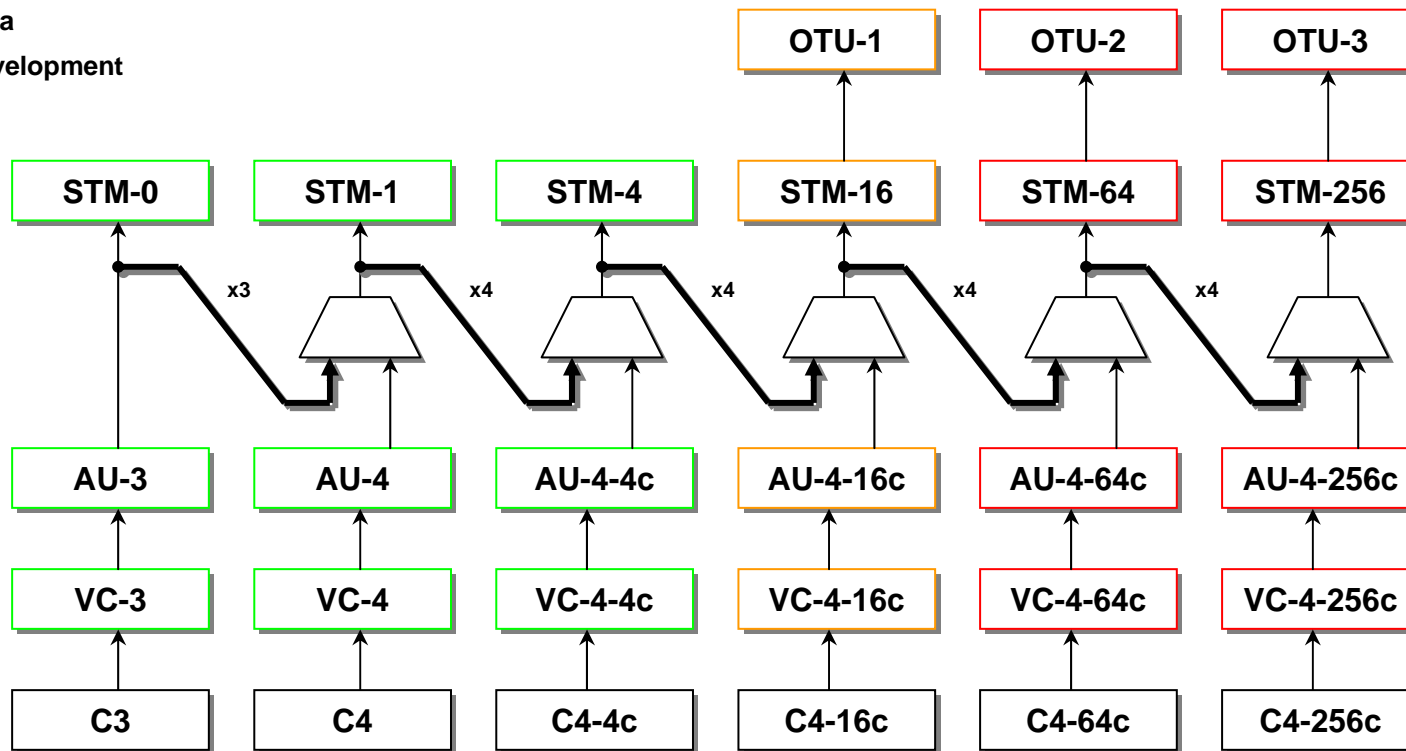 a
velopment
OTU-1 OTU-2 OTU-3
STM-0 STM-1 STM-4 STM-16 STM-64 STM-256
x3 x4 x4 x4 x4
AU-3 AU-4 AU-4-4c AU-4-16c AU-4-64c AU-4-256c
VC-3 VC-4 VC-4-4c VC-4-16c VC-4-64c VC-4-256c
C3 C4 C4-4c C4-16c C4-64c C4-256c